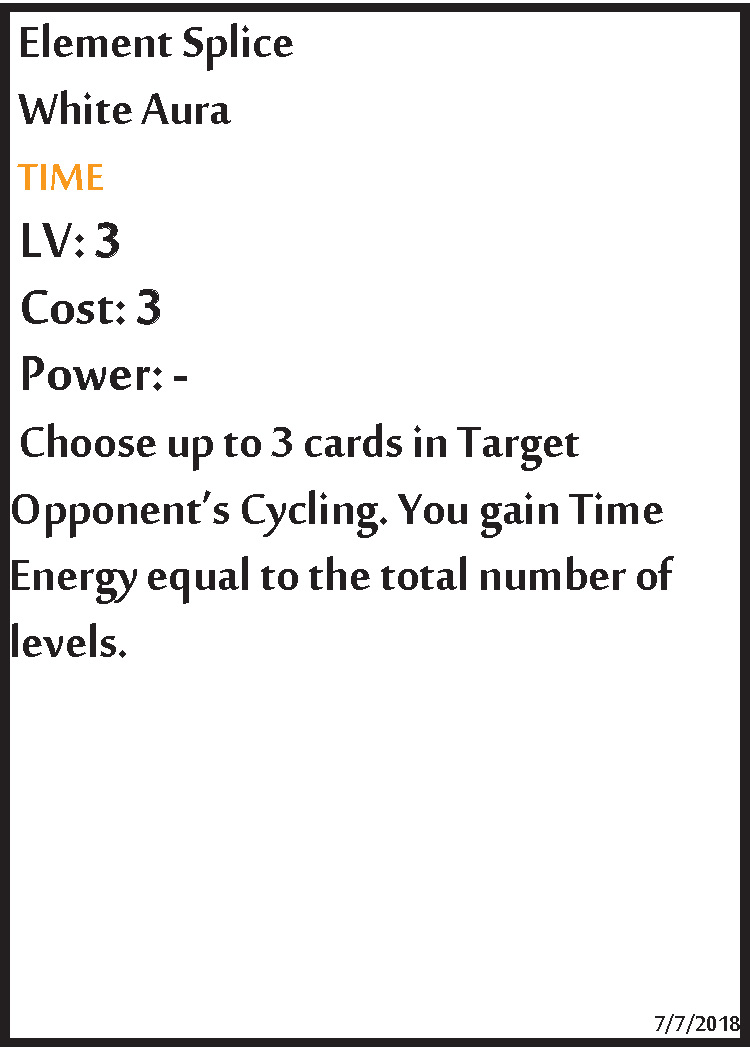 Element Splice
White Aura
TIME
LV: 3
Cost: 3
Power: -
Choose up to 3 cards in Target
Opponent's Cycling. You gain Time
Energy equal to the total number of
levels.
7/7/2018